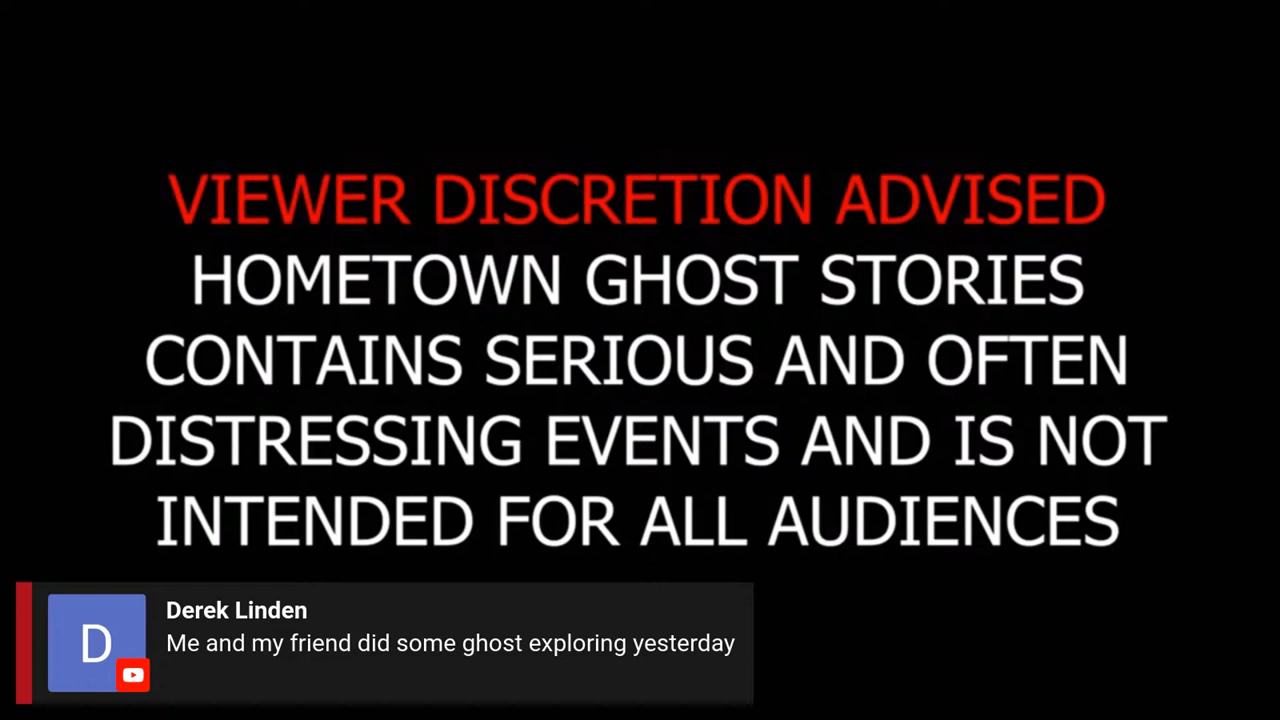 VIEWER DISCRETION ADVISED
HOMETOWN GHOST STORIES
CONTAINS SERIOUS AND OFTEN
DISTRESSING EVENTS AND IS NOT
INTENDED FOR ALL AUDIENCES
D
Derek Linden
Me and my friend did some ghost exploring yesterday